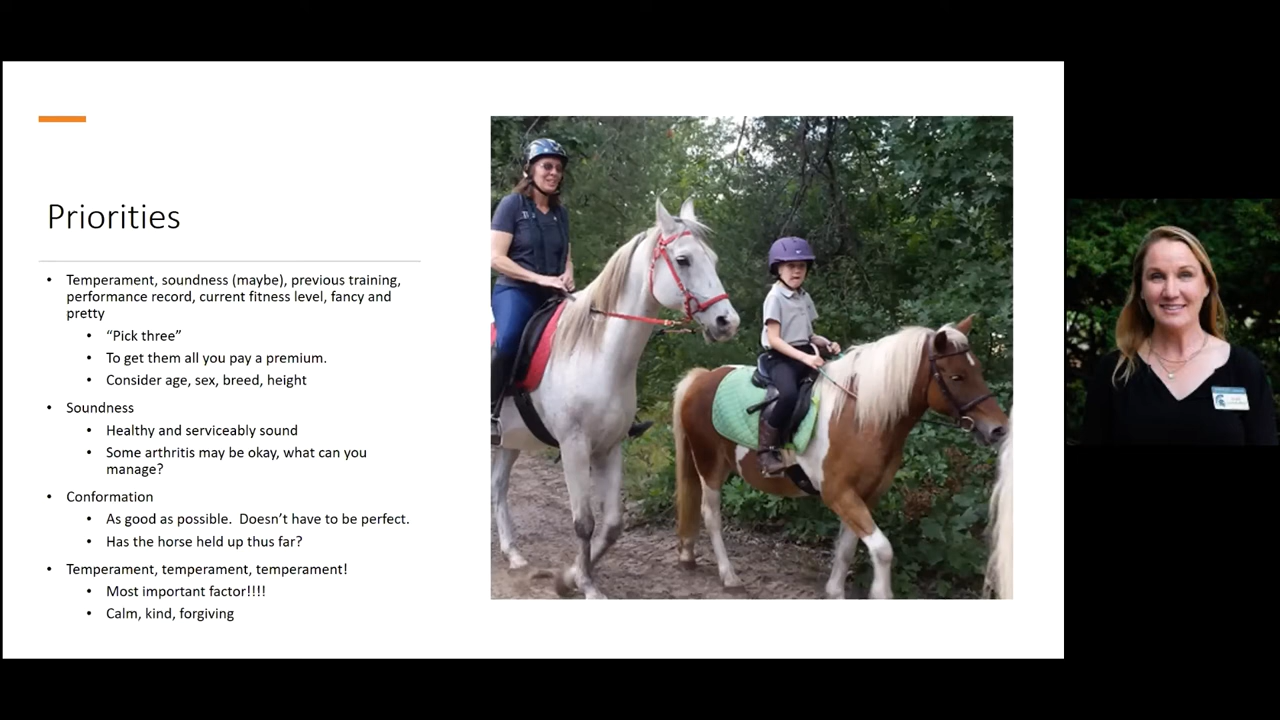 Priorities
• Temperament, soundness (maybe), previous training,
performance record, current fitness level, fancy and
pretty
• “Pick three”
• To get them all you pay a premium.
• Consider age, sex, breed, height
• Soundness
• Healthy and serviceably sound
• Some arthritis may be okay, what can you
manage?
• Conformation
• As good as possible.  Doesn’t have to be perfect.
• Has the horse held up thus far?
• Temperament, temperament, temperament!
• Most important factor!!!!
• Calm, kind, forgiving